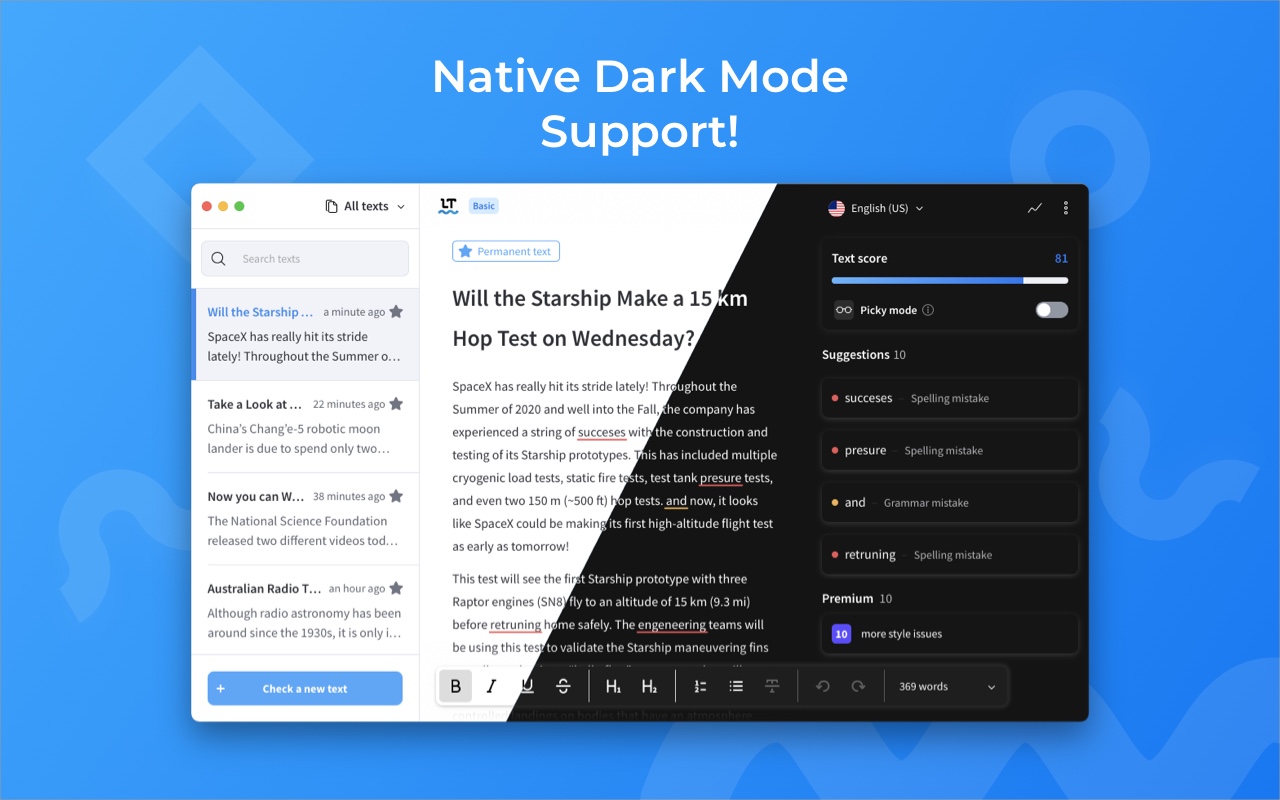 Native Dark Mode
Support!
All texts
Search texts
Will the Starship ... a minute ago
SpaceX has really hit its stride
lately! Throughout the Summer o...
Take a Look at ... 22 minutes ago
China's Chang'e-5 robotic moon
lander is due to spend only two...
Now you can W... 38 minutes ago
The National Science Foundation
released two different videos tod...
Australian Radio T... an hour ago
Although radio astronomy has been
around since the 1930s, it is only i...
+ Check a new text
LT Basic
Permanent text
Will the Starship Make a 15 km
Hop Test on Wednesday?
SpaceX has really hit its stride lately! Throughout the
Summer of 2020 and well into the Fall, the company has
experienced a string of succeses with the construction and
testing of its Starship prototypes. This has included multiple
cryogenic load tests, static fire tests, test tank presure tests,
and even two 150 m (~500 ft) hop tests. and now, it looks
like SpaceX could be making its first high-altitude flight test
as early as tomorrow!
This test will see the first Starship prototype with three
Raptor engines (SN8) fly to an altitude of 15 km (9.3 mi)
before retruning home safely. The engeneering teams will
be using this test to validate the Starship maneuvering fins
controlled landings on bodies that have an atmosphere
B I U S H1 H2 T 369 words
English (US)
Text score 81
Picky mode
Suggestions 10
succeses - Spelling mistake
presure - Spelling mistake
and - Grammar mistake
retruning - Spelling mistake
Premium 10
10 more style issues